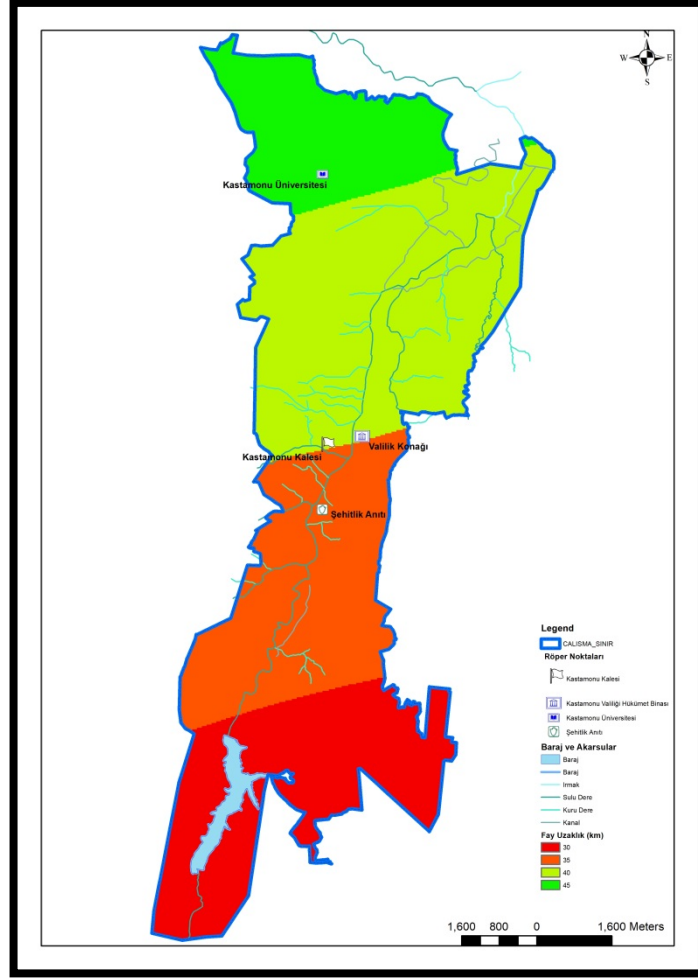 N
W E
S
Kastamonu Üniversitesi
Valilik Konağı
Kastamonu Kalesi
Şehitlik Anıtı
Legend
CALISMA_SINIR
Röper Noktaları
Kastamonu Kalesi
Kastamonu Valiliği Hükümet Binası
Kastamonu Üniversitesi
Şehitlik Anıtı
Baraj ve Akarsular
Baraj
Baraj
Irmak
Sulu Dere
Kuru Dere
Kanal
Fay Uzaklık (km)
30
35
40
45
1,600 800 0 1,600 Meters